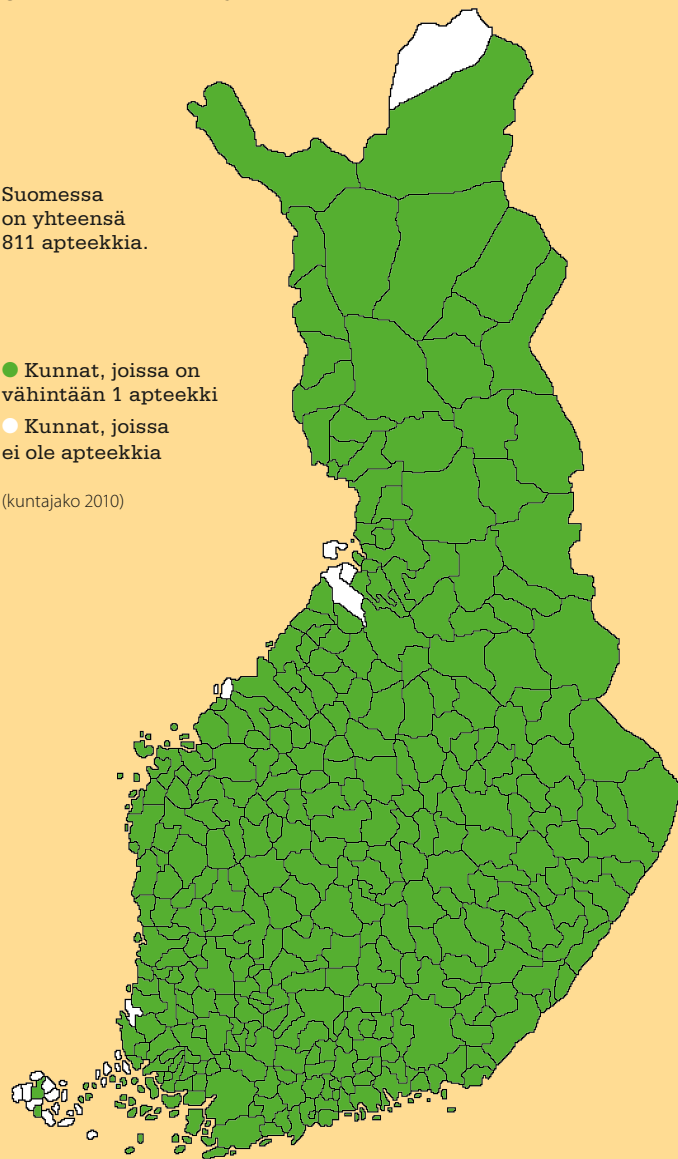 Suomessa
on yhteensä
811 apteekkia.
Kunnat, joissa on
vähintään 1 apteekki
Kunnat, joissa
ei ole apteekkia
(kuntajako 2010)